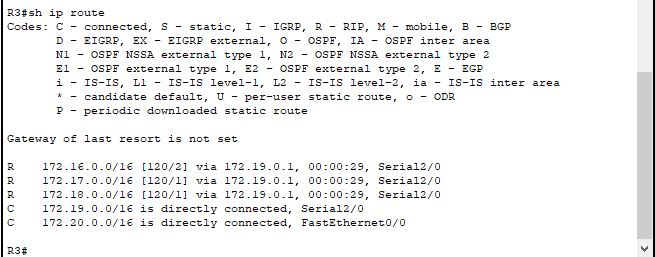 R3#sh ip route
Codes: C - connected, S - static, I - IGRP, R - RIP, M - mobile, B - BGP
       D - EIGRP, EX - EIGRP external, O - OSPF, IA - OSPF inter area
       N1 - OSPF NSSA external type 1, N2 - OSPF NSSA external type 2
       E1 - OSPF external type 1, E2 - OSPF external type 2, E - EGP
       i - IS-IS, L1 - IS-IS level-1, L2 - IS-IS level-2, ia - IS-IS inter area
       * - candidate default, U - per-user static route, o - ODR
       P - periodic downloaded static route
Gateway of last resort is not set
R    172.16.0.0/16 [120/2] via 172.19.0.1, 00:00:29, Serial2/0
R    172.17.0.0/16 [120/1] via 172.19.0.1, 00:00:29, Serial2/0
R    172.18.0.0/16 [120/1] via 172.19.0.1, 00:00:29, Serial2/0
C    172.19.0.0/16 is directly connected, Serial2/0
C    172.20.0.0/16 is directly connected, FastEthernet0/0
R3#